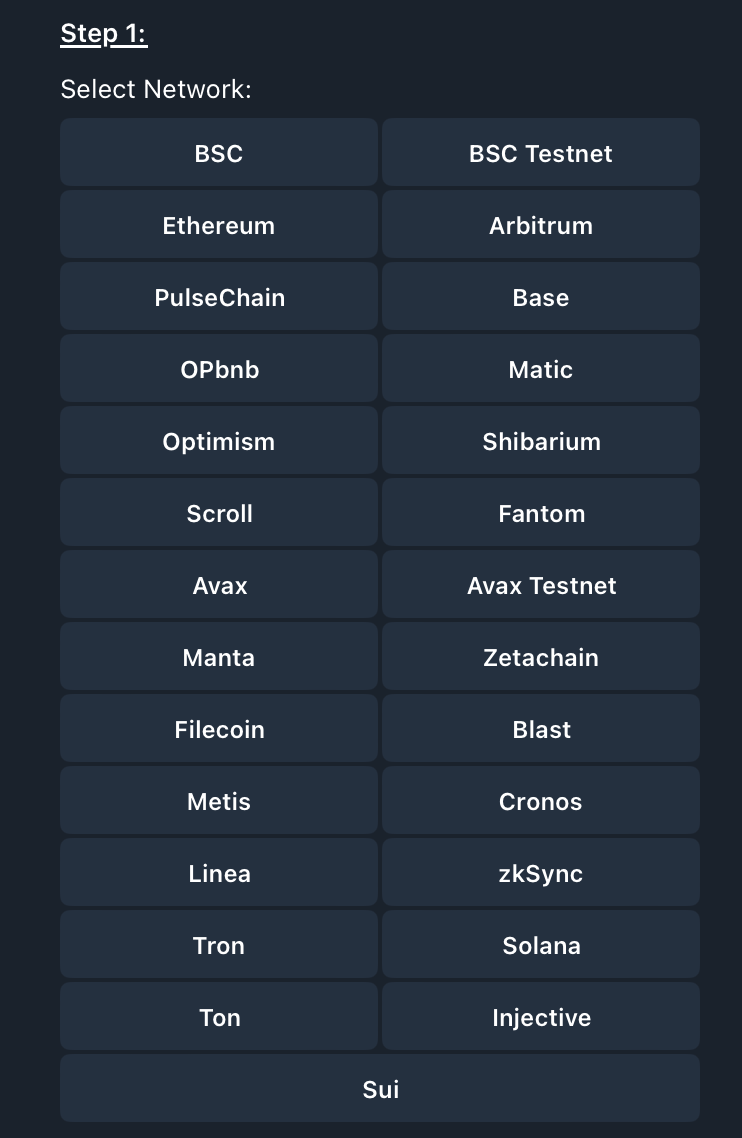 Step 1:
Select Network:
BSC
BSC Testnet
Ethereum
Arbitrum
PulseChain
Base
OPbnb
Matic
Optimism
Shibarium
Scroll
Fantom
Avax
Avax Testnet
Manta
Zetachain
Filecoin
Blast
Metis
Cronos
Linea
zkSync
Tron
Solana
Ton
Injective
Sui